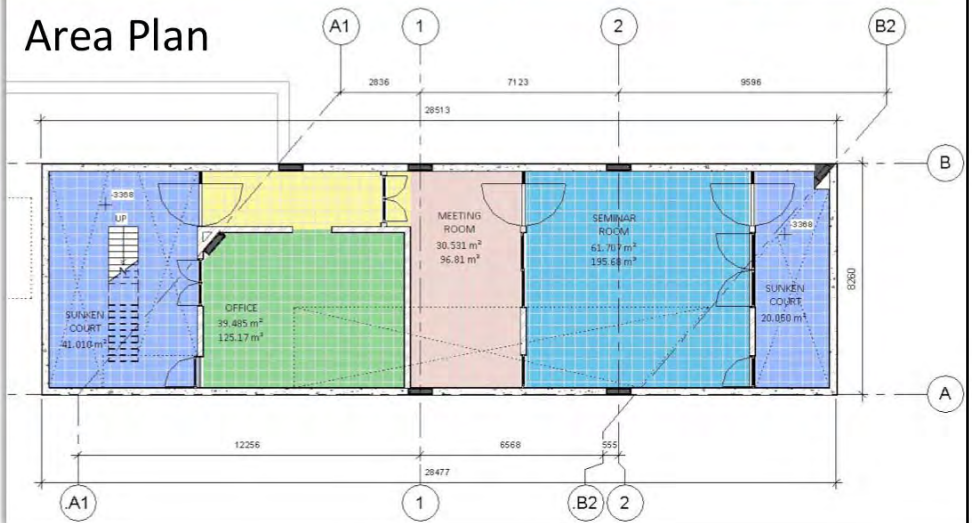 Area Plan
A1
1
2
B2
2836
7123
9596
28513
B
-3368
UP
MEETING
ROOM
30.531 m²
96.81 m³
SEMINAR
ROOM
61.707 m²
195.68 m³
-3368
8260
OFFICE
39.485 m²
125.17 m³
SUNKEN
COURT
41.010 m²
SUNKEN
COURT
20.050 m²
A
12256
6568
555
28477
.A1
1
.B2
2